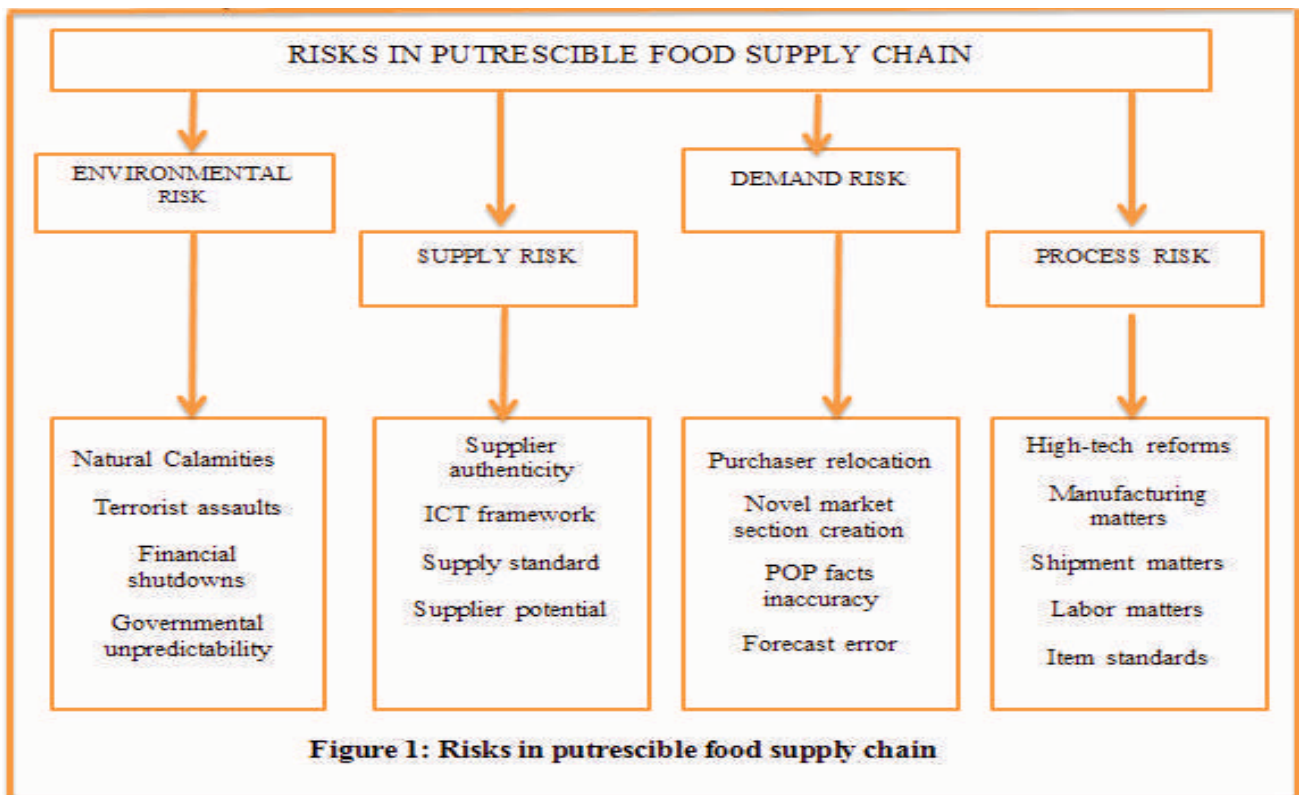 RISKS IN PUTRESCIBLE FOOD SUPPLY CHAIN
ENVIRONMENTAL
RISK
SUPPLY RISK
DEMAND RISK
PROCESS RISK
Natural Calamities
Terrorist assaults
Financial
shutdowns
Governmental
unpredictability
Supplier
authenticity
ICT framework
Supply standard
Supplier potential
Purchaser relocation
Novel market
section creation
POP facts
inaccuracy
Forecast error
High-tech reforms
Manufacturing
matters
Shipment matters
Labor matters
Item standards
Figure 1: Risks in putrescible food supply chain